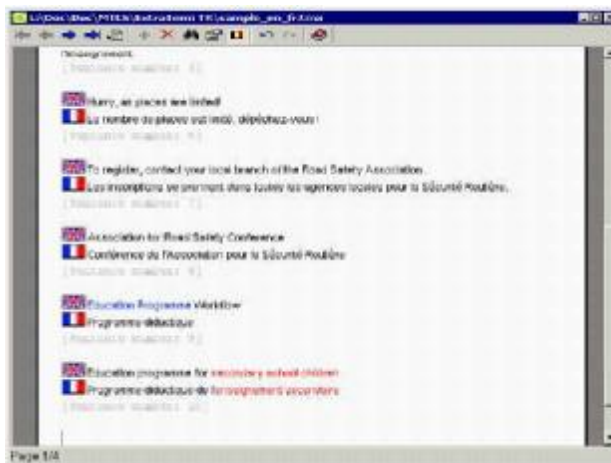 l'enseignement.
Hurry, as places are limited!
Le nombre de places est limité, dépêchez-vous !
To register, contact your local branch of the Road Safety Association.
Les inscriptions se prennent dans toutes les agences locales pour la Sécurité Routière.
Association for Road Safety Conference
Conférence de l'Association pour la Sécurité Routière
Education Programme Workflow
Programme didactique
Education programme for secondary school children
Programme didactique de l'enseignement secondaire
Page 1/4